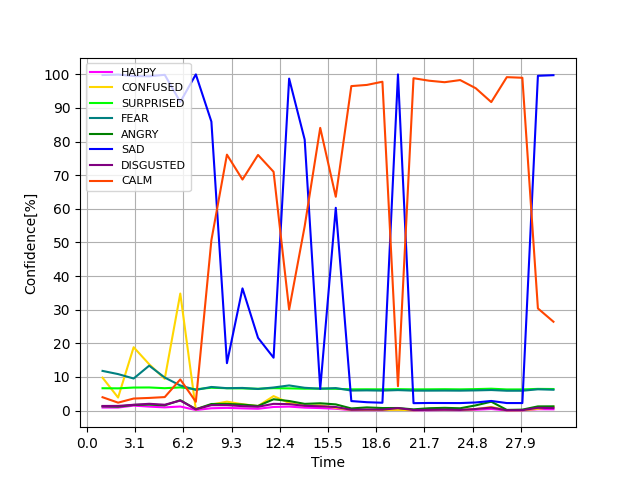 HAPPY
CONFUSED
SURPRISED
FEAR
ANGRY
SAD
DISGUSTED
CALM
Confidence[%]
100
90
80
70
60
50
40
30
20
10
0
0.0 3.1 6.2 9.3 12.4 15.5 18.6 21.7 24.8 27.9
Time